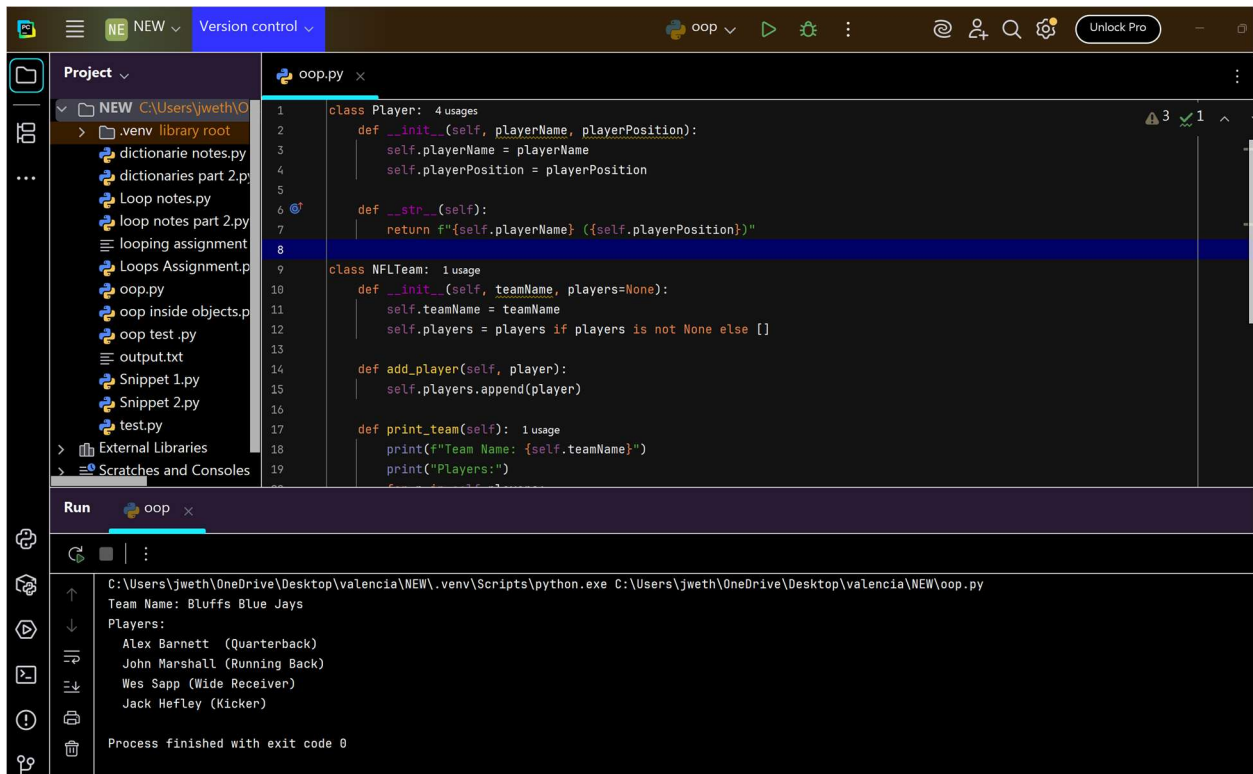 PC
NE NEW Version control
oop
Unlock Pro
Project
oop.py
NEW C:\Users\jweth\O
.venv library root
dictionarie notes.py
dictionaries part 2.py
Loop notes.py
loop notes part 2.py
looping assignment
Loops Assignment.p
oop.py
oop inside objects.p
oop test .py
output.txt
Snippet 1.py
Snippet 2.py
test.py
External Libraries
Scratches and Consoles
3 1
1 class Player: 4 usages
2 def __init__(self, playerName, playerPosition):
3 self.playerName = playerName
4 self.playerPosition = playerPosition
5
6 def __str__(self):
7 return f"{self.playerName} ({self.playerPosition})"
8
9 class NFLTeam: 1 usage
10 def __init__(self, teamName, players=None):
11 self.teamName = teamName
12 self.players = players if players is not None else []
13
14 def add_player(self, player):
15 self.players.append(player)
16
17 def print_team(self): 1 usage
18 print(f"Team Name: {self.teamName}")
19 print("Players:")
Run oop
C:\Users\jweth\OneDrive\Desktop\valencia\NEW\.venv\Scripts\python.exe C:\Users\jweth\OneDrive\Desktop\valencia\NEW\oop.py
Team Name: Bluffs Blue Jays
Players:
Alex Barnett  (Quarterback)
John Marshall (Running Back)
Wes Sapp (Wide Receiver)
Jack Hefley (Kicker)
Process finished with exit code 0